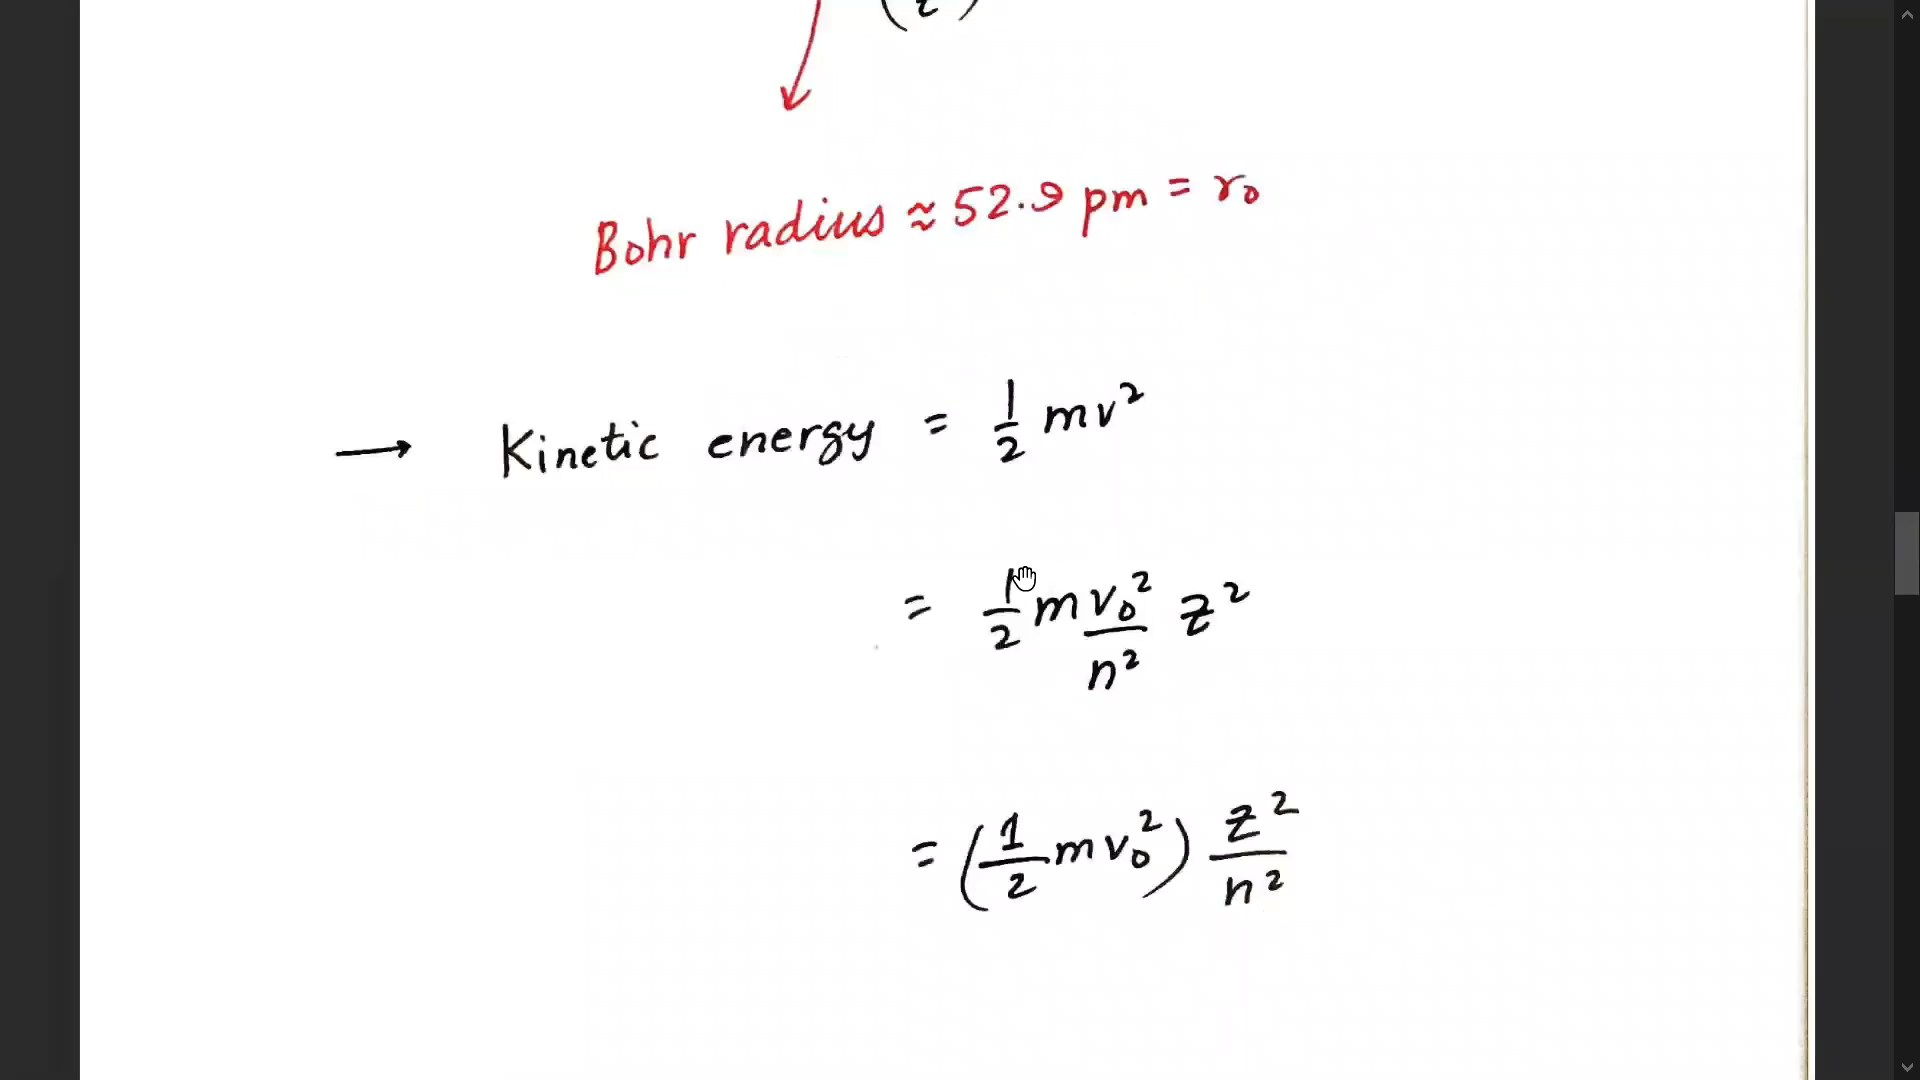 Bohr radius ≈ 52.9 pm = r₀
→ Kinetic energy = 1/2 mv²
= 1/2 m v₀²/n² z²
= (1/2 mv₀²) z²/n²